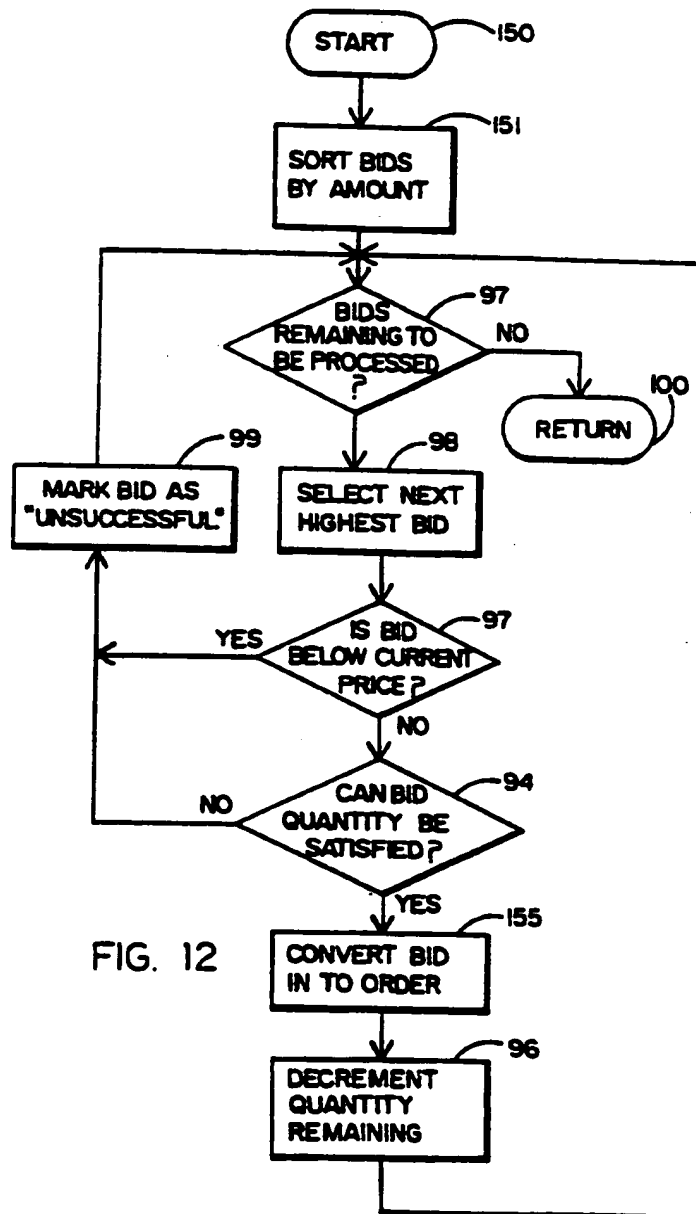 START
150
151
SORT BIDS
BY AMOUNT
97
BIDS
REMAINING TO
BE PROCESSED
?
NO
100
RETURN
99
MARK BID AS
"UNSUCCESSFUL"
98
SELECT NEXT
HIGHEST BID
97
YES
IS BID
BELOW CURRENT
PRICE?
NO
94
NO
CAN BID
QUANTITY BE
SATISFIED?
YES
155
FIG. 12
CONVERT BID
IN TO ORDER
96
DECREMENT
QUANTITY
REMAINING